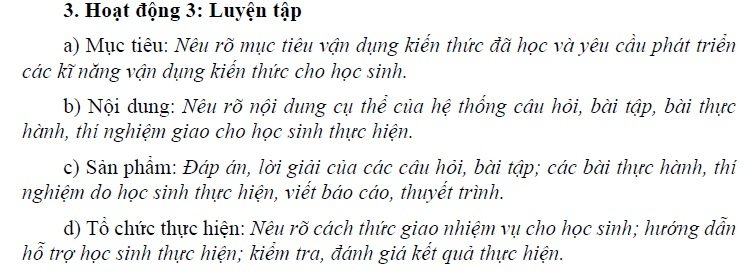 3. Hoạt động 3: Luyện tập
a) Mục tiêu: Nêu rõ mục tiêu vận dụng kiến thức đã học và yêu cầu phát triển
các kĩ năng vận dụng kiến thức cho học sinh.
b) Nội dung: Nêu rõ nội dung cụ thể của hệ thống câu hỏi, bài tập, bài thực
hành, thí nghiệm giao cho học sinh thực hiện.
c) Sản phẩm: Đáp án, lời giải của các câu hỏi, bài tập; các bài thực hành, thí
nghiệm do học sinh thực hiện, viết báo cáo, thuyết trình.
d) Tổ chức thực hiện: Nêu rõ cách thức giao nhiệm vụ cho học sinh; hướng dẫn
hỗ trợ học sinh thực hiện; kiểm tra, đánh giá kết quả thực hiện.